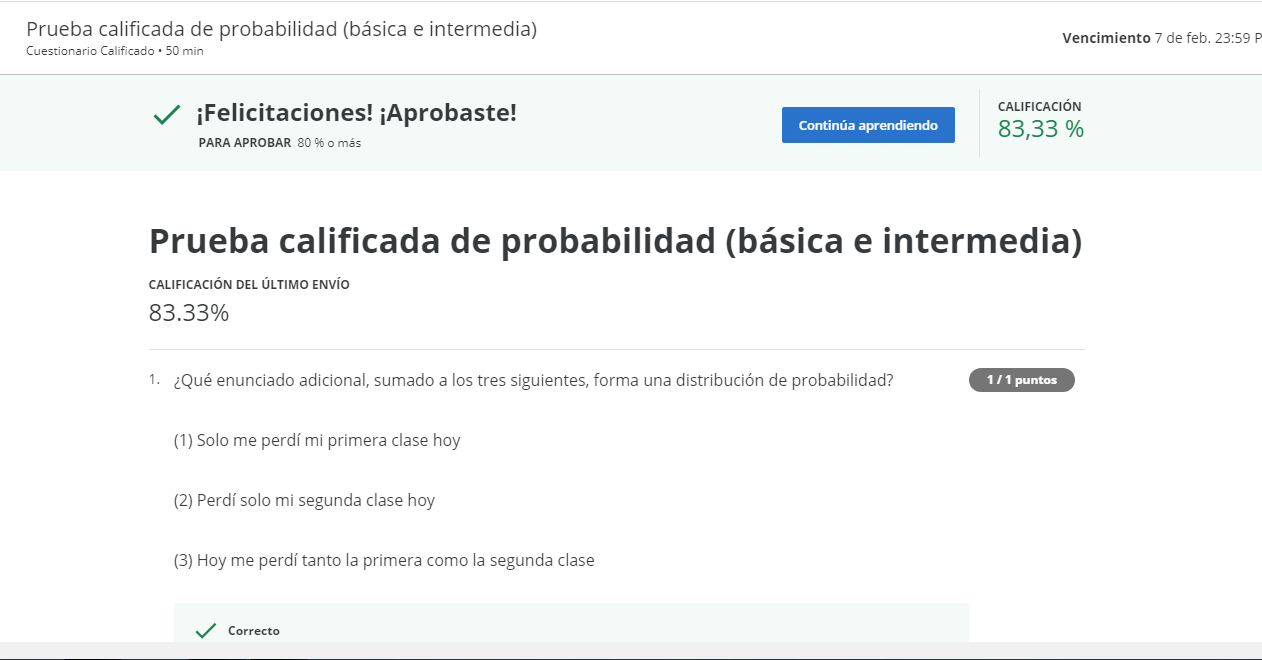 Prueba calificada de probabilidad (básica e intermedia)
Cuestionario Calificado • 50 min
Vencimiento 7 de feb. 23:59 P
¡Felicitaciones! ¡Aprobaste!
PARA APROBAR 80 % o más
Continúa aprendiendo
CALIFICACIÓN
83,33 %
Prueba calificada de probabilidad (básica e intermedia)
CALIFICACIÓN DEL ÚLTIMO ENVÍO
83.33%
1. ¿Qué enunciado adicional, sumado a los tres siguientes, forma una distribución de probabilidad?
1 / 1 puntos
(1) Solo me perdí mi primera clase hoy
(2) Perdí solo mi segunda clase hoy
(3) Hoy me perdí tanto la primera como la segunda clase
Correcto